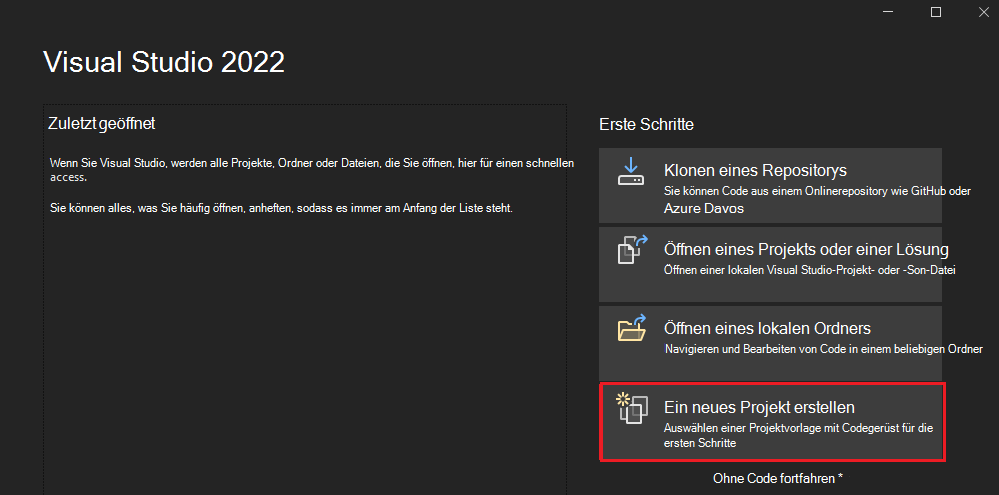 Visual Studio 2022
Zuletzt geöffnet
Wenn Sie Visual Studio, werden alle Projekte, Ordner oder Dateien, die Sie öffnen, hier für einen schnellen
access.
Sie können alles, was Sie häufig öffnen, anheften, sodass es immer am Anfang der Liste steht.
Erste Schritte
Klonen eines Repositorys
Sie können Code aus einem Onlinerepository wie GitHub oder
Azure Davos
Öffnen eines Projekts oder einer Lösung
Öffnen einer lokalen Visual Studio-Projekt- oder -Son-Datei
Öffnen eines lokalen Ordners
Navigieren und Bearbeiten von Code in einem beliebigen Ordner
Ein neues Projekt erstellen
Auswählen einer Projektvorlage mit Codegerüst für die
ersten Schritte
Ohne Code fortfahren *